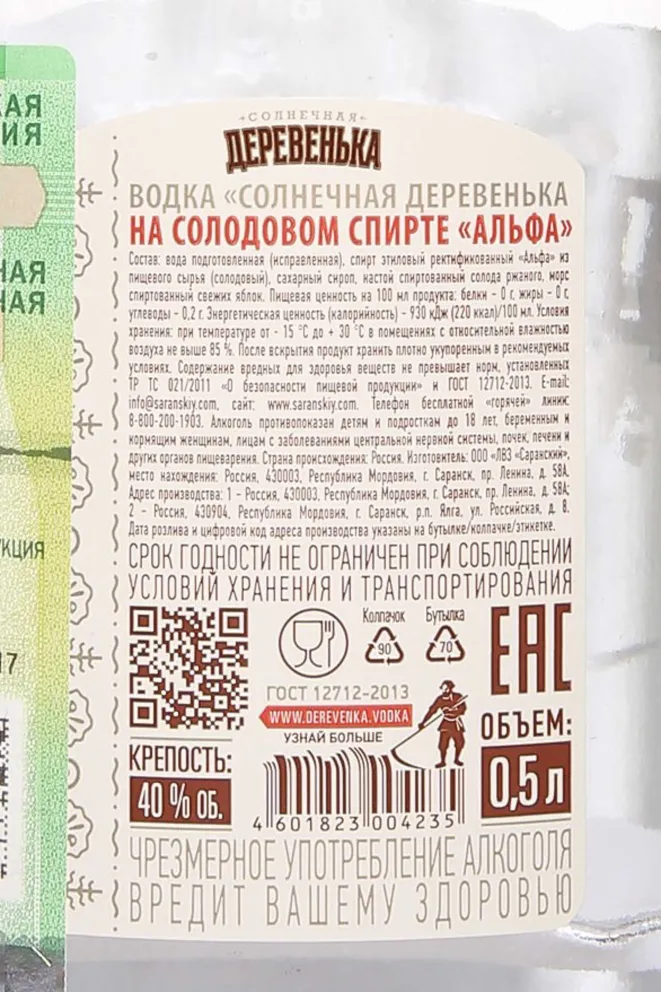 КАЯ
ИЯ
НАЯ
НАЯ
КЦИЯ
17
СОЛНЕЧНАЯ
ДЕРЕВЕНЬКА
ВОДКА «СОЛНЕЧНАЯ ДЕРЕВЕНЬКА
НА СОЛОДОВОМ СПИРТЕ «АЛЬФА»
Состав: вода подготовленная (исправленная), спирт этиловый ректификованный «Альфа» из
пищевого сырья (солодовый), сахарный сироп, настой спиртованный солода ржаного, морс
спиртованный свежих яблок. Пищевая ценность на 100 мл продукта: белки - 0 г, жиры - 0 г,
углеводы - 0,2 г. Энергетическая ценность (калорийность) - 930 кДж (220 ккал)/100 мл. Условия
хранения: при температуре от - 15 °С до + 30 °С в помещениях с относительной влажностью
воздуха не выше 85 %. После вскрытия продукт хранить плотно укупоренным в рекомендуемых
условиях. Содержание вредных для здоровья веществ не превышает норм, установленных
ТР ТС 021/2011 «О безопасности пищевой продукции» и ГОСТ 12712-2013. E-mail:
info@saranskiy.com, сайт: www.saranskiy.com. Телефон бесплатной «горячей» линии:
8-800-200-1903. Алкоголь противопоказан детям и подросткам до 18 лет, беременным и
кормящим женщинам, лицам с заболеваниями центральной нервной системы, почек, печени и
других органов пищеварения. Страна происхождения: Россия. Изготовитель: ООО «ЛВЗ «Саранский»,
место нахождения: Россия, 430003, Республика Мордовия, г. Саранск, пр. Ленина, д. 58А.
Адрес производства: 1 - Россия, 430003, Республика Мордовия, г. Саранск, пр. Ленина, д. 58А;
2 - Россия, 430904, Республика Мордовия, г. Саранск, р.п. Ялга, ул. Российская, д. 8.
Дата розлива и цифровой код адреса производства указаны на бутылке/колпачке/этикетке.
СРОК ГОДНОСТИ НЕ ОГРАНИЧЕН ПРИ СОБЛЮДЕНИИ
УСЛОВИЙ ХРАНЕНИЯ И ТРАНСПОРТИРОВАНИЯ
Колпачок Бутылка
90 70
ЕАС
ГОСТ 12712-2013
WWW.DEREVENKA.VODKA
УЗНАЙ БОЛЬШЕ
КРЕПОСТЬ:
40 % ОБ.
ОБЪЕМ:
0,5 л
4 601823 004235
ЧРЕЗМЕРНОЕ УПОТРЕБЛЕНИЕ АЛКОГОЛЯ
ВРЕДИТ ВАШЕМУ ЗДОРОВЬЮ